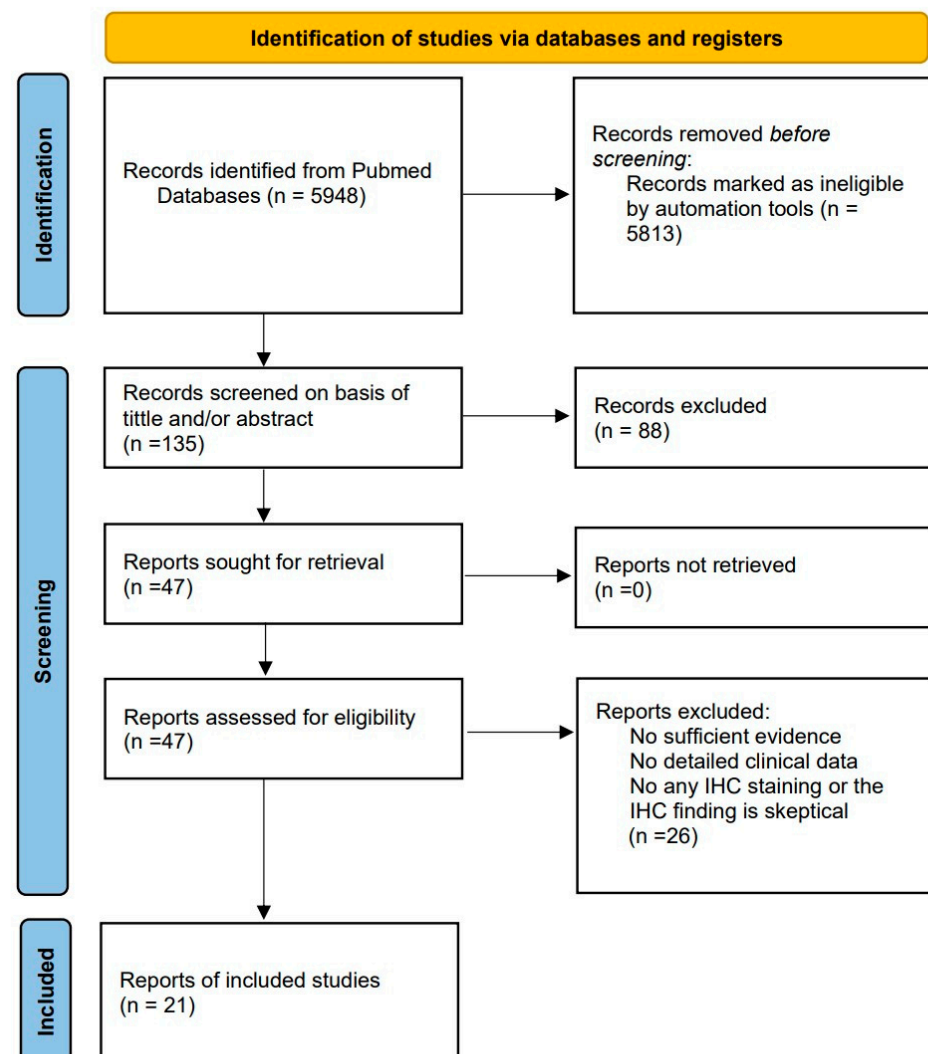 Identification of studies via databases and registers
Identification
Records identified from Pubmed
Databases (n = 5948)
Records removed before
screening:
Records marked as ineligible
by automation tools (n =
5813)
Screening
Records screened on basis of
tittle and/or abstract
(n =135)
Records excluded
(n = 88)
Reports sought for retrieval
(n =47)
Reports not retrieved
(n =0)
Reports assessed for eligibility
(n =47)
Reports excluded:
No sufficient evidence
No detailed clinical data
No any IHC staining or the
IHC finding is skeptical
(n =26)
Included
Reports of included studies
(n = 21)